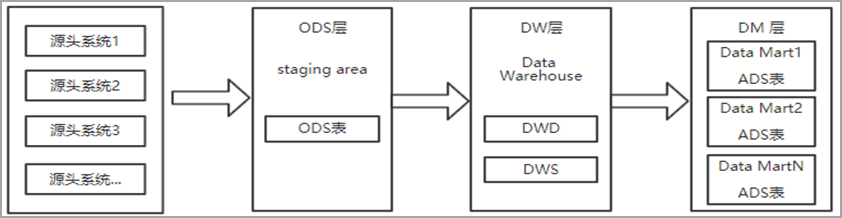 源头系统1
源头系统2
源头系统3
源头系统...
ODS层
staging area
ODS表
DW层
Data
Warehouse
DWD
DWS
DM 层
Data Mart1
ADS表
Data Mart2
ADS表
Data MartN
ADS表